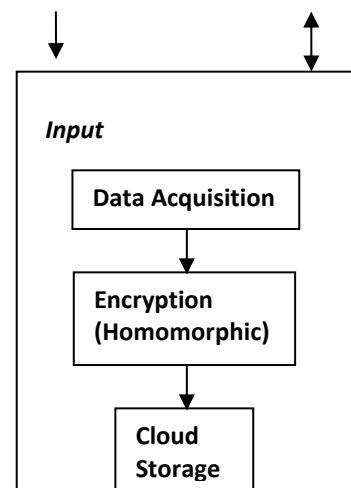 Input
Data Acquisition
Encryption
(Homomorphic)
Cloud
Storage